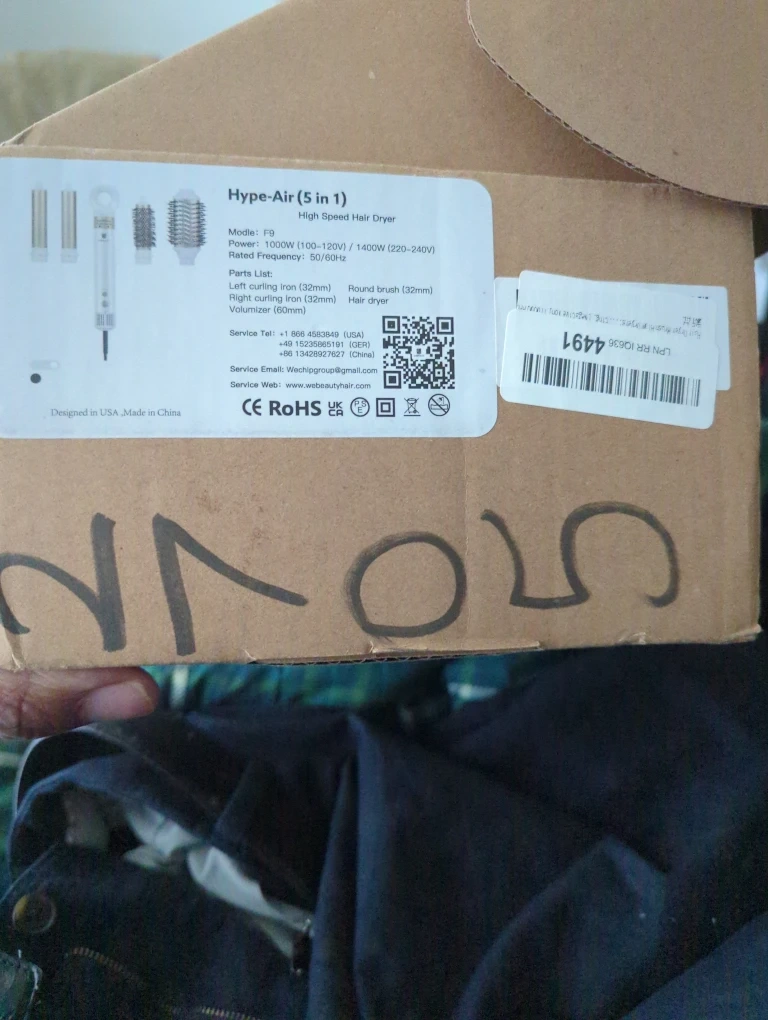 Hype-Air (5 in 1)
High Speed Hair Dryer
Modle: F9
Power: 1000W (100-120V) / 1400W (220-240V)
Rated Frequency: 50/60Hz
Parts List:
Left curling iron (32mm) Round brush (32mm)
Right curling iron (32mm) Hair dryer
Volumizer (60mm)
Service Tel: +1 866 4583849 (USA)
+49 15235865191 (GER)
+86 13428927627 (China)
Service Email: Wechipgroup@gmail.com
Service Web: www.webeautyhair.com
CE RoHS UK CA PS E
Designed in USA ,Made in China
LPN RR IQ636
4491